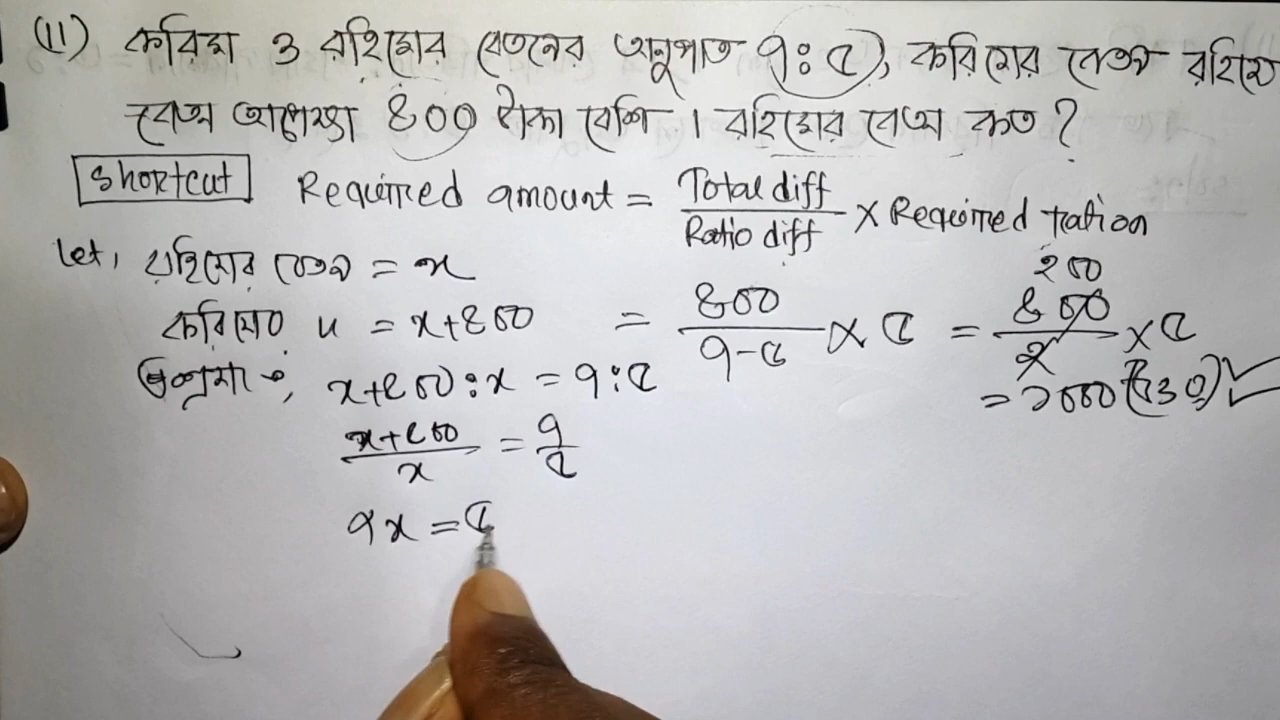 (11) করিম ও রহিমের বেতনের অনুপাত ৭ : ৫, করিমের বেতন রহিমে
বেতন অপেক্ষা ৪০০ টাকা বেশি । রহিমের বেতন কত ?
Shortcut Required amount = Total diff / Ratio diff × Required ration
Let, রহিমের বেতন = x
করিমের " = x+৪০০ = ৪০০ / ৭-৫ × ৫ = ৪০০ / ২ × ৫ ২০০
প্রশ্নমতে, x+৪০০ : x = ৭ : ৫ = ১০০০
x+৪০০ / x = ৭ / ৫
৭x = ৫